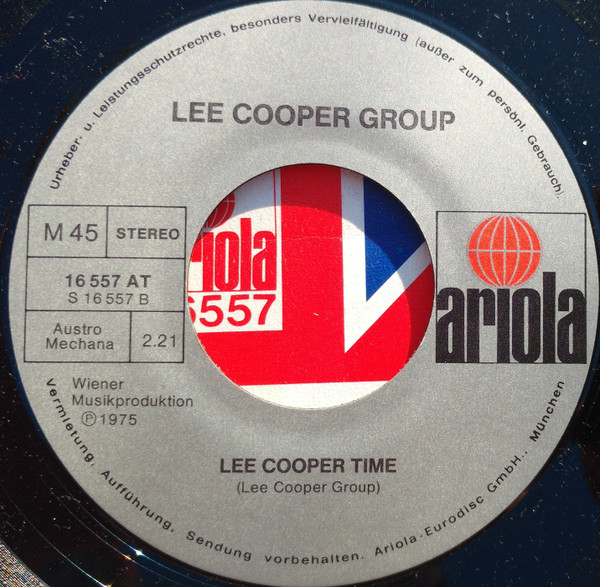 Urheber- u. Leistungsschutzrechte, besonders Vervielfältigung (außer zum persönl. Gebrauch).
LEE COOPER GROUP
M 45
STEREO
16 557 AT
S 16 557 B
Austro
Mechana
2.21
ariola
6557
ariola
Wiener
Musikproduktion
Ⓟ 1975
LEE COOPER TIME
(Lee Cooper Group)
Vermietung, Aufführung, Sendung vorbehalten. Ariola-Eurodisc GmbH., München